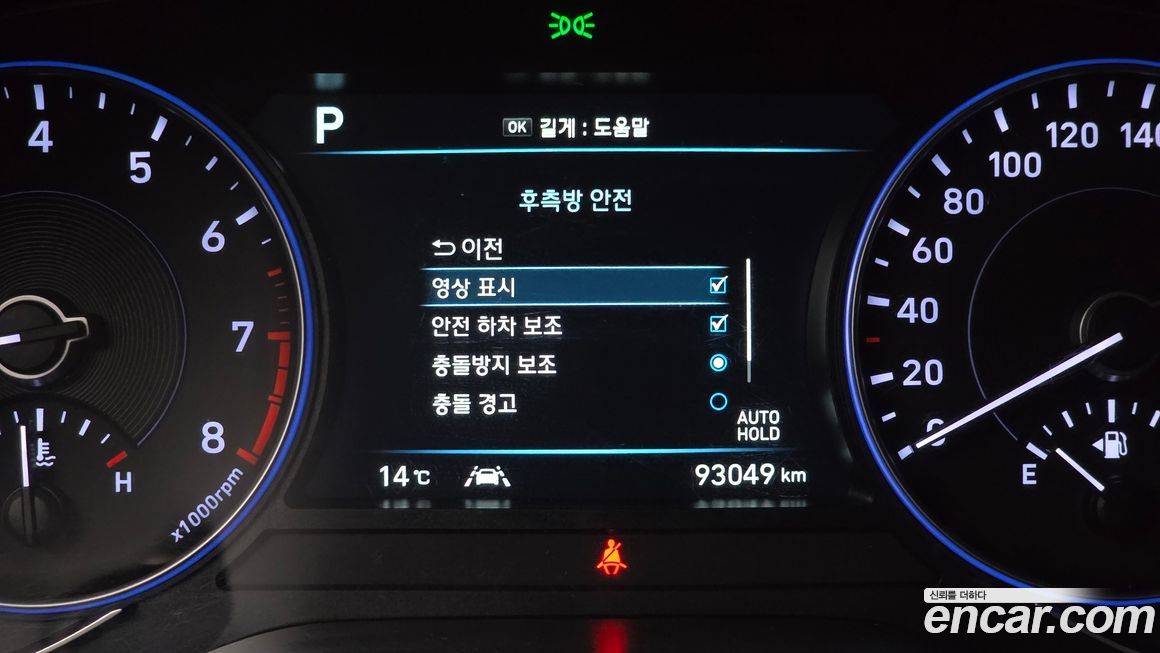 P
OK 길게 : 도움말
후측방 안전
이전
영상 표시
안전 하차 보조
충돌방지 보조
충돌 경고
AUTO
HOLD
14℃
93049 km
4
5
6
7
8
x1000rpm
H
0
20
40
60
80
100
120
140
E
신뢰를 더하다
encar.com